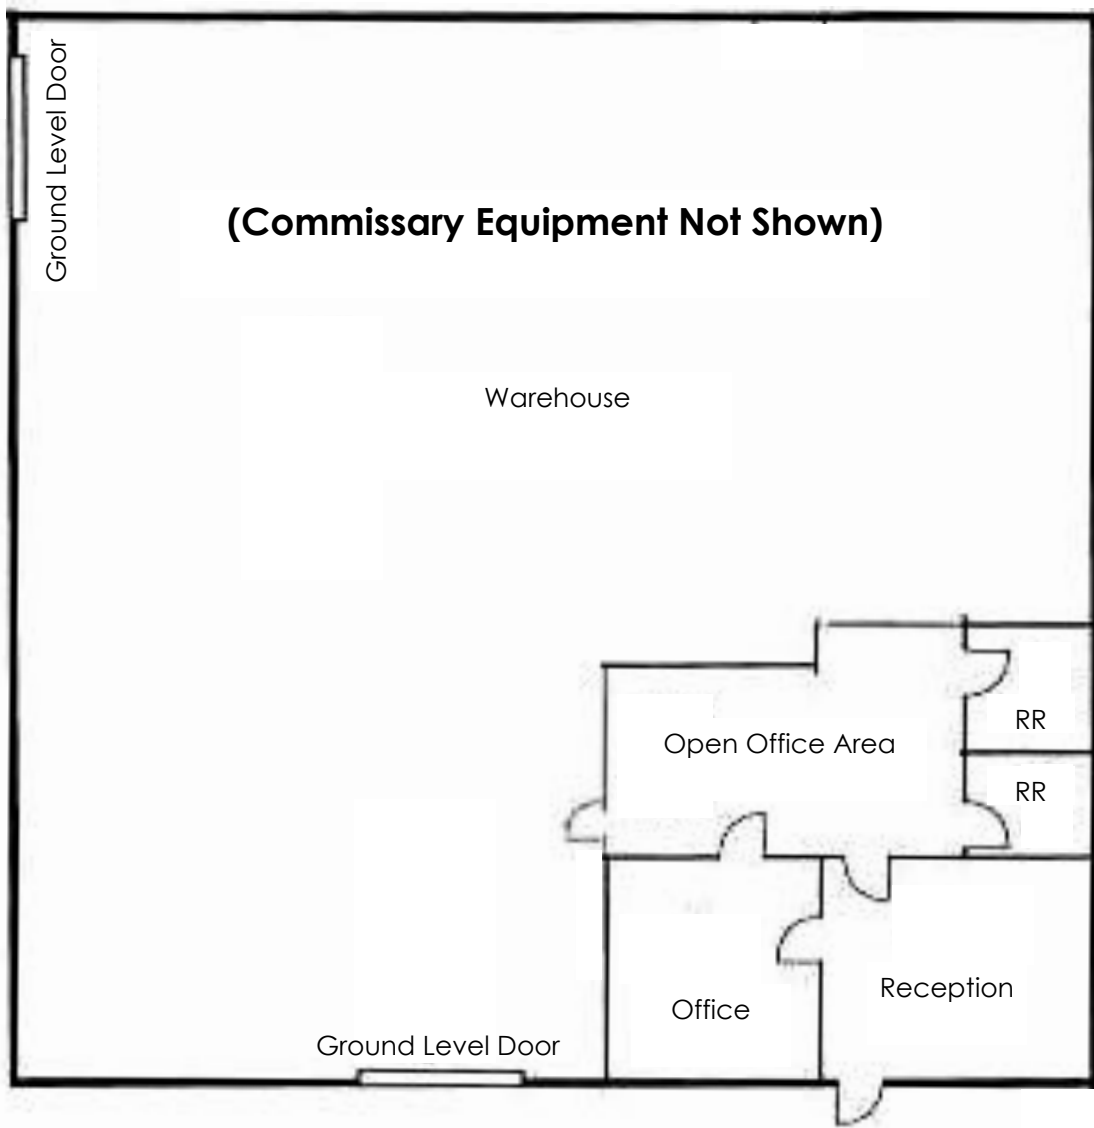 Ground Level Door
(Commissary Equipment Not Shown)
Warehouse
RR
Open Office Area
RR
Reception
Office
Ground Level Door